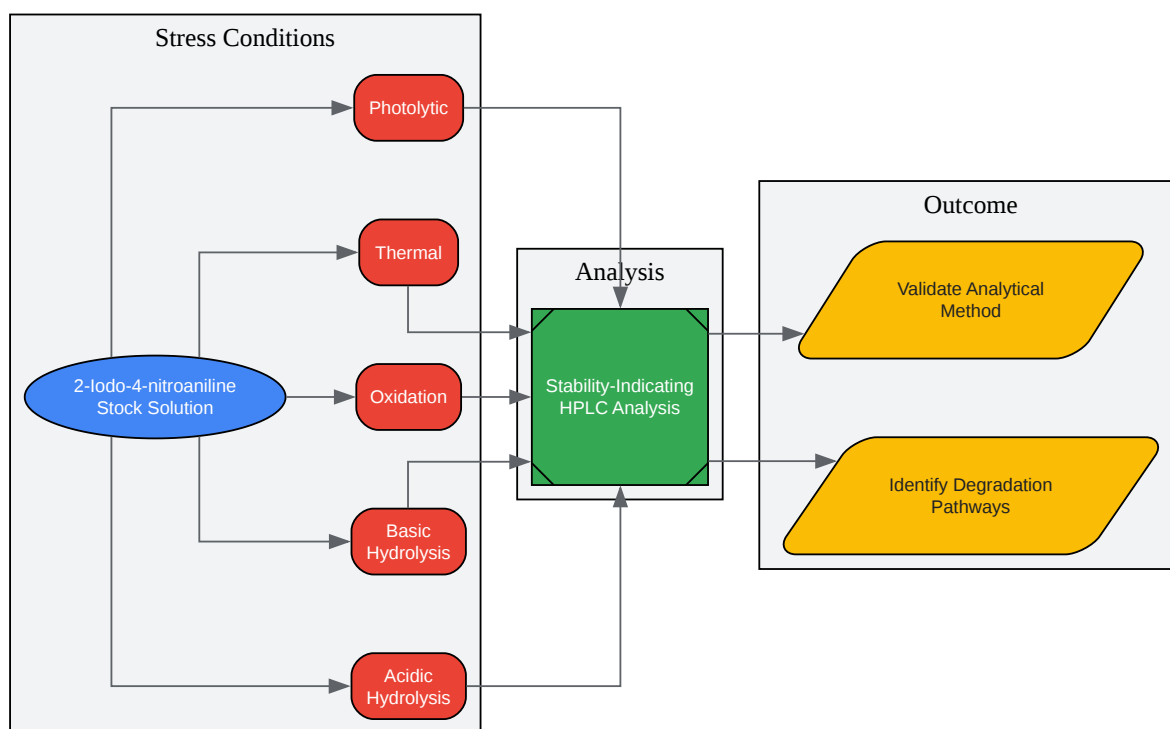 Stress Conditions
Photolytic
Thermal
2-Iodo-4-nitroaniline
Stock Solution
Oxidation
Basic
Hydrolysis
Acidic
Hydrolysis
Analysis
Stability-Indicating
HPLC Analysis
Outcome
Validate Analytical
Method
Identify Degradation
Pathways